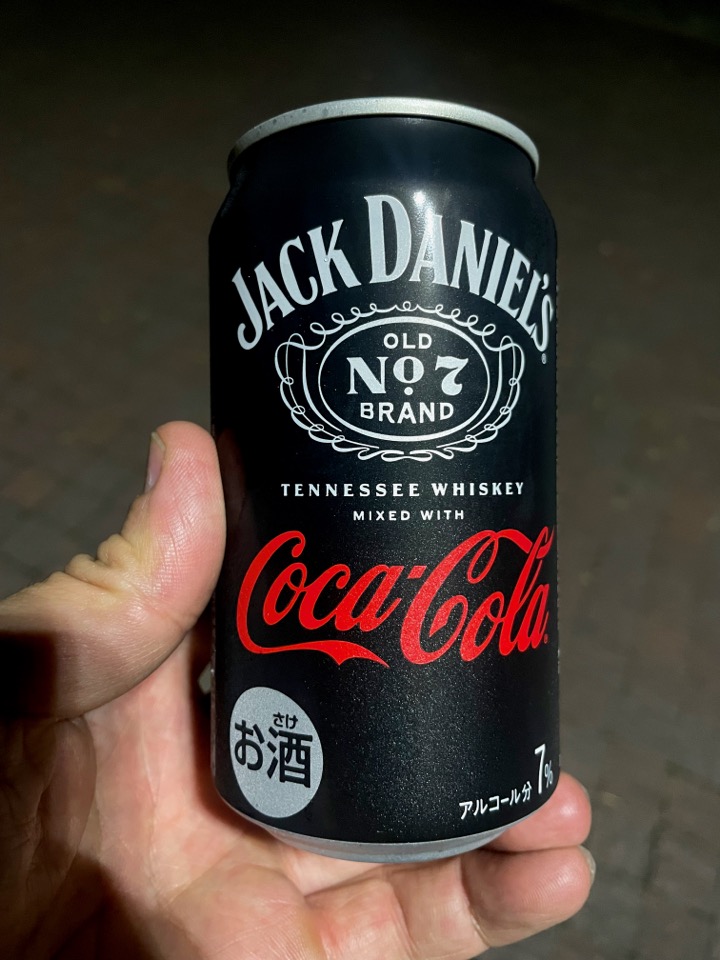 JACK DANIEL'S®
OLD
No. 7
BRAND
TENNESSEE WHISKEY
MIXED WITH
Coca-Cola®
さけ
お酒
アルコール分7%